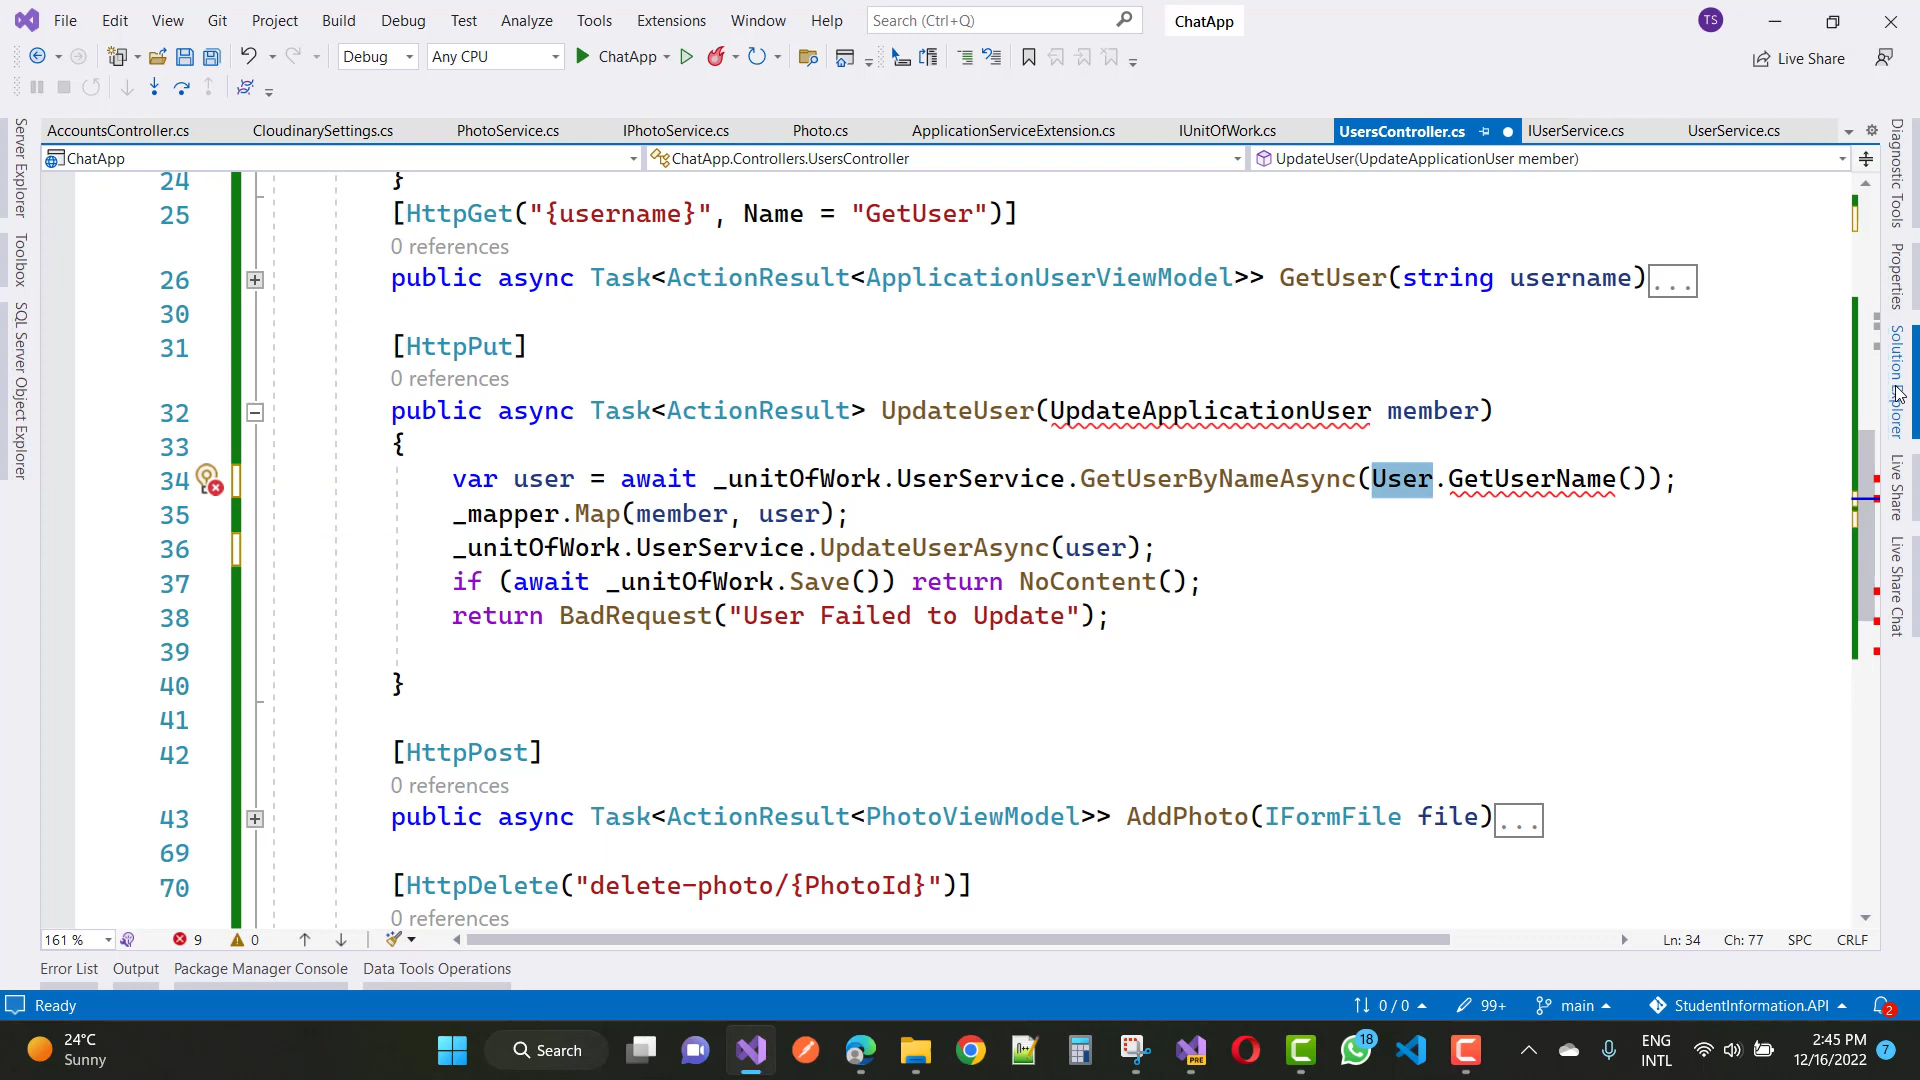 File Edit View Git Project Build Debug Test Analyze Tools Extensions Window Help Search (Ctrl+Q) ChatApp TS
Debug Any CPU ChatApp Live Share
AccountsController.cs CloudinarySettings.cs PhotoService.cs IPhotoService.cs Photo.cs ApplicationServiceExtension.cs IUnitOfWork.cs UsersController.cs IUserService.cs UserService.cs
ChatApp ChatApp.Controllers.UsersController UpdateUser(UpdateApplicationUser member)
Server Explorer
Toolbox
SQL Server Object Explorer
24 }
25 [HttpGet("{username}", Name = "GetUser")]
0 references
26 public async Task<ActionResult<ApplicationUserViewModel>> GetUser(string username)...
30
31 [HttpPut]
0 references
32 public async Task<ActionResult> UpdateUser(UpdateApplicationUser member)
33 {
34 var user = await _unitOfWork.UserService.GetUserByNameAsync(User.GetUserName());
35 _mapper.Map(member, user);
36 _unitOfWork.UserService.UpdateUserAsync(user);
37 if (await _unitOfWork.Save()) return NoContent();
38 return BadRequest("User Failed to Update");
39
40 }
41
42 [HttpPost]
0 references
43 public async Task<ActionResult<PhotoViewModel>> AddPhoto(IFormFile file)...
69
70 [HttpDelete("delete-photo/{PhotoId}")]
0 references
Diagnostic Tools
Properties
Solution Explorer
Live Share
Live Share Chat
161 % 9 0 Ln: 34 Ch: 77 SPC CRLF
Error List Output Package Manager Console Data Tools Operations
Ready 0 / 0 99+ main StudentInformation.API 2
24°C
Sunny
Search
PRE
18
ENG
INTL
2:45 PM
12/16/2022
7